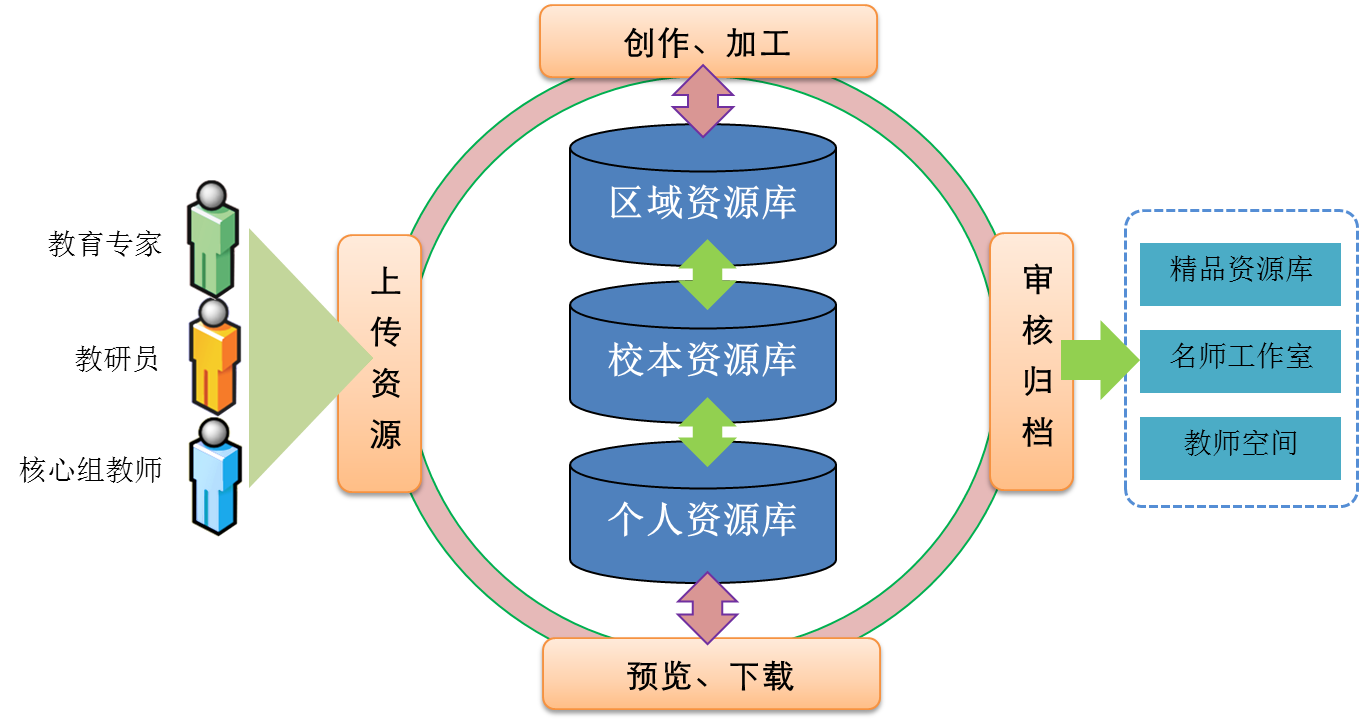 创作、加工
教育专家
教研员
核心组教师
上传资源
区域资源库
校本资源库
个人资源库
审核归档
精品资源库
名师工作室
教师空间
预览、下载